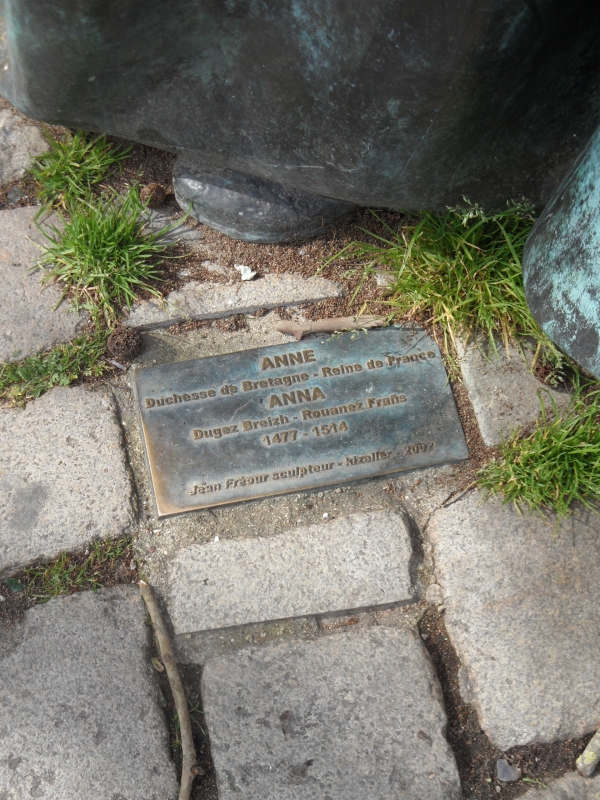 ANNE
Duchesse de Bretagne - Reine de France
ANNA
Dugez Breizh - Rouanez Frañs
1477 - 1514
Jean Fréour sculpteur - kizeller - 2002